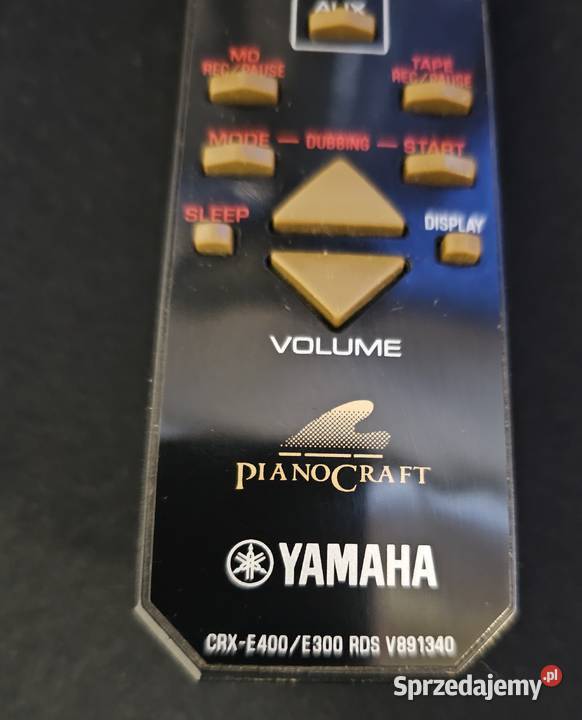 AUX
MD
REC/PAUSE
TAPE
REC/PAUSE
MODE
DUBBING
START
SLEEP
DISPLAY
VOLUME
PIANOCRAFT
YAMAHA
CRX-E400/E300 RDS V891340
Sprzedajemy.pl